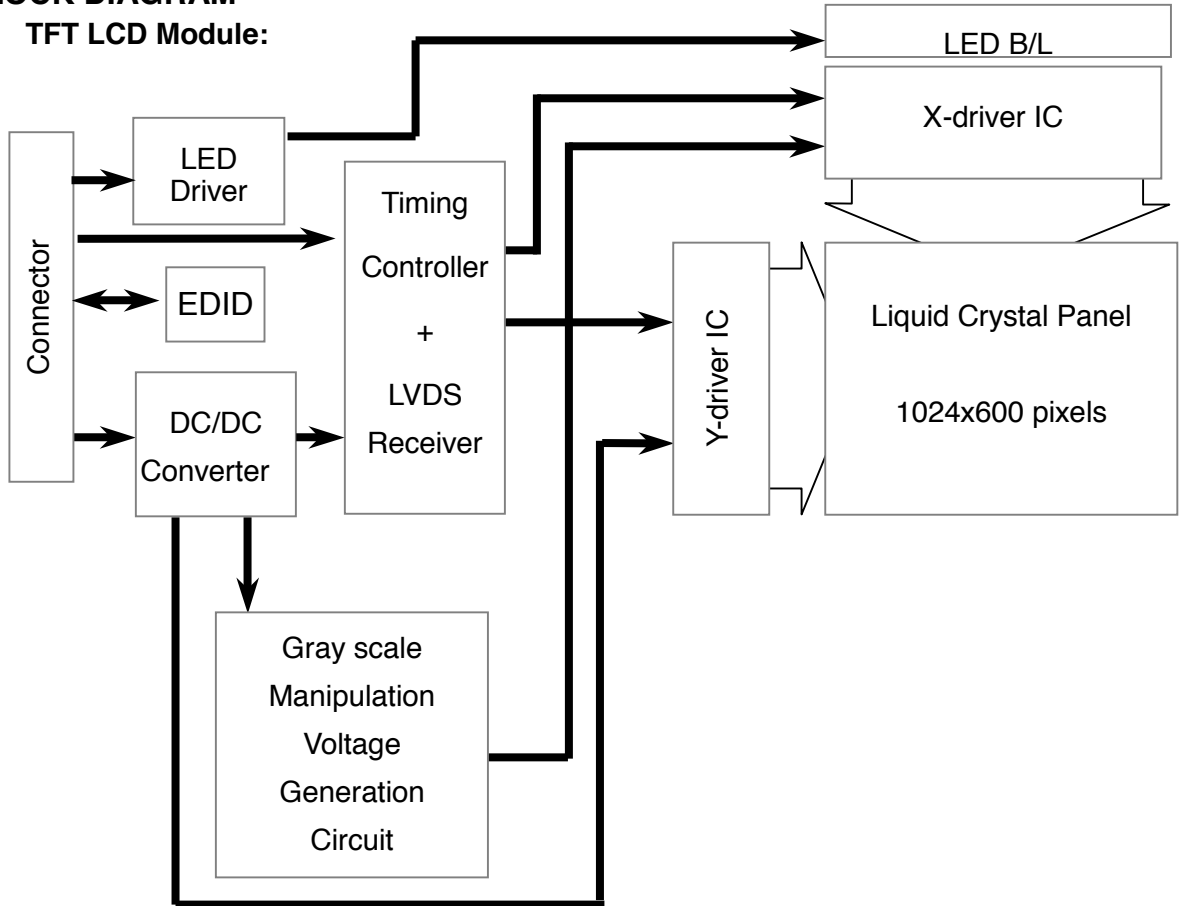 TFT LCD Module:
LED B/L
X-driver IC
LED
Driver
Timing
Controller
+
LVDS
Receiver
Connector
EDID
DC/DC
Converter
Y-driver IC
Liquid Crystal Panel
1024x600 pixels
Gray scale
Manipulation
Voltage
Generation
Circuit